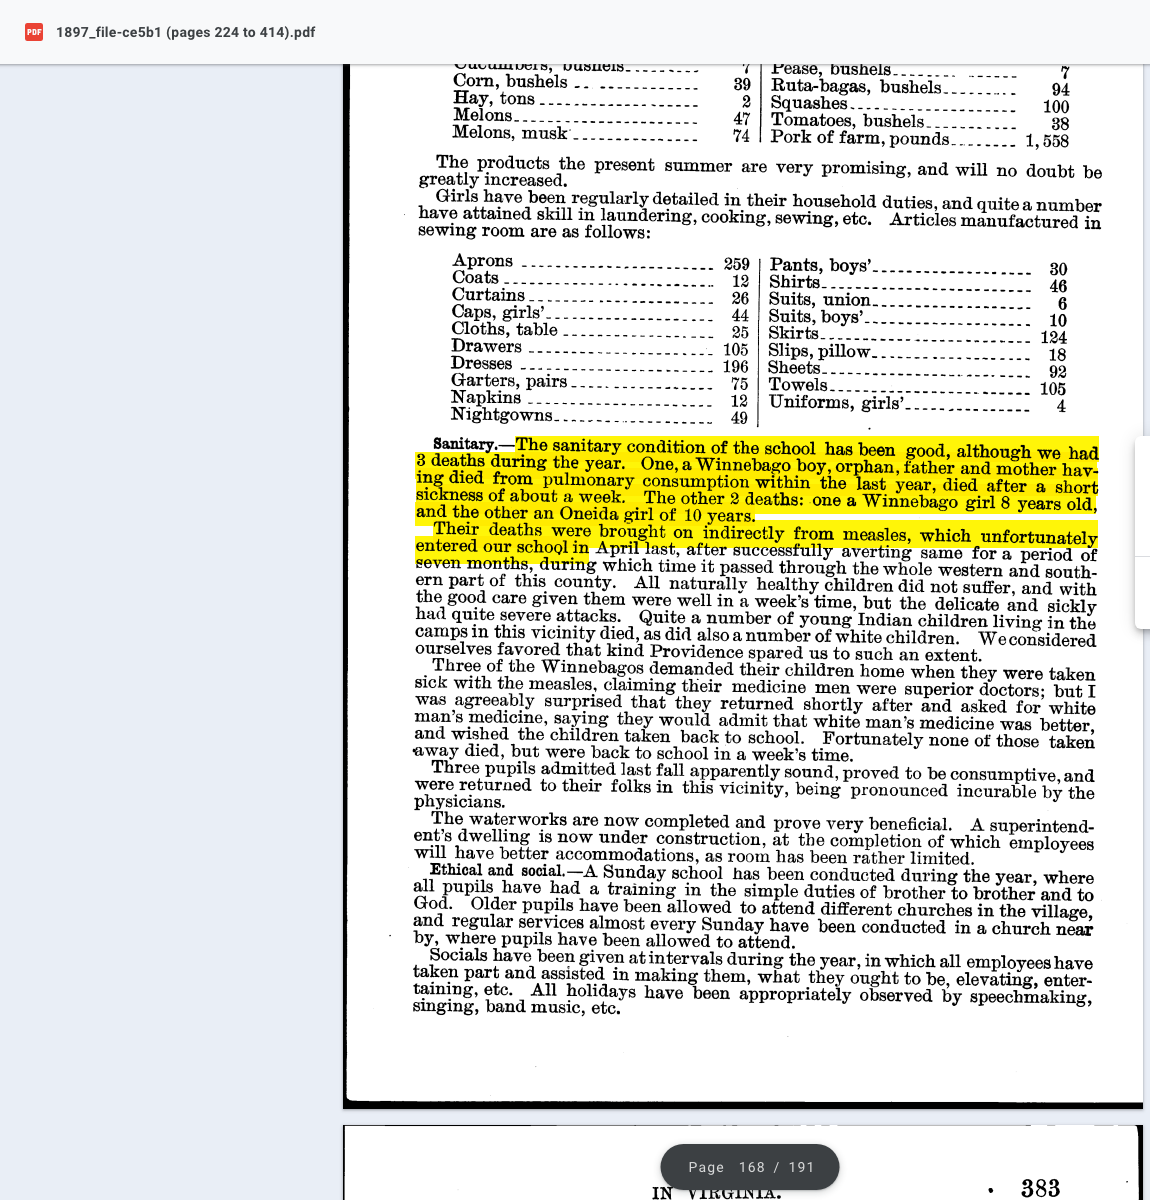 1897_file-ce5b1 (pages 224 to 414).pdf
Cucumbers, bushels 7 Pease, bushels 7
Corn, bushels 39 Ruta-bagas, bushels 94
Hay, tons 2 Squashes 100
Melons 47 Tomatoes, bushels 38
Melons, musk 74 Pork of farm, pounds 1,558
The products the present summer are very promising, and will no doubt be
greatly increased.
Girls have been regularly detailed in their household duties, and quite a number
have attained skill in laundering, cooking, sewing, etc. Articles manufactured in
sewing room are as follows:
Aprons 259 Pants, boys' 30
Coats 12 Shirts 46
Curtains 26 Suits, union 6
Caps, girls' 44 Suits, boys' 10
Cloths, table 25 Skirts 124
Drawers 105 Slips, pillow 18
Dresses 196 Sheets 92
Garters, pairs 75 Towels 105
Napkins 12 Uniforms, girls' 4
Nightgowns 49
Sanitary.—The sanitary condition of the school has been good, although we had
3 deaths during the year. One, a Winnebago boy, orphan, father and mother hav-
ing died from pulmonary consumption within the last year, died after a short
sickness of about a week. The other 2 deaths: one a Winnebago girl 8 years old,
and the other an Oneida girl of 10 years.
Their deaths were brought on indirectly from measles, which unfortunately
entered our school in April last, after successfully averting same for a period of
seven months, during which time it passed through the whole western and south-
ern part of this county. All naturally healthy children did not suffer, and with
the good care given them were well in a week's time, but the delicate and sickly
had quite severe attacks. Quite a number of young Indian children living in the
camps in this vicinity died, as did also a number of white children. We considered
ourselves favored that kind Providence spared us to such an extent.
Three of the Winnebagos demanded their children home when they were taken
sick with the measles, claiming their medicine men were superior doctors; but I
was agreeably surprised that they returned shortly after and asked for white
man's medicine, saying they would admit that white man's medicine was better,
and wished the children taken back to school. Fortunately none of those taken
away died, but were back to school in a week's time.
Three pupils admitted last fall apparently sound, proved to be consumptive, and
were returned to their folks in this vicinity, being pronounced incurable by the
physicians.
The waterworks are now completed and prove very beneficial. A superintend-
ent's dwelling is now under construction, at the completion of which employees
will have better accommodations, as room has been rather limited.
Ethical and social.—A Sunday school has been conducted during the year, where
all pupils have had a training in the simple duties of brother to brother and to
God. Older pupils have been allowed to attend different churches in the village,
and regular services almost every Sunday have been conducted in a church near
by, where pupils have been allowed to attend.
Socials have been given at intervals during the year, in which all employees have
taken part and assisted in making them, what they ought to be, elevating, enter-
taining, etc. All holidays have been appropriately observed by speechmaking,
singing, band music, etc.
Page 168 / 191
IN VIRGINIA. 383